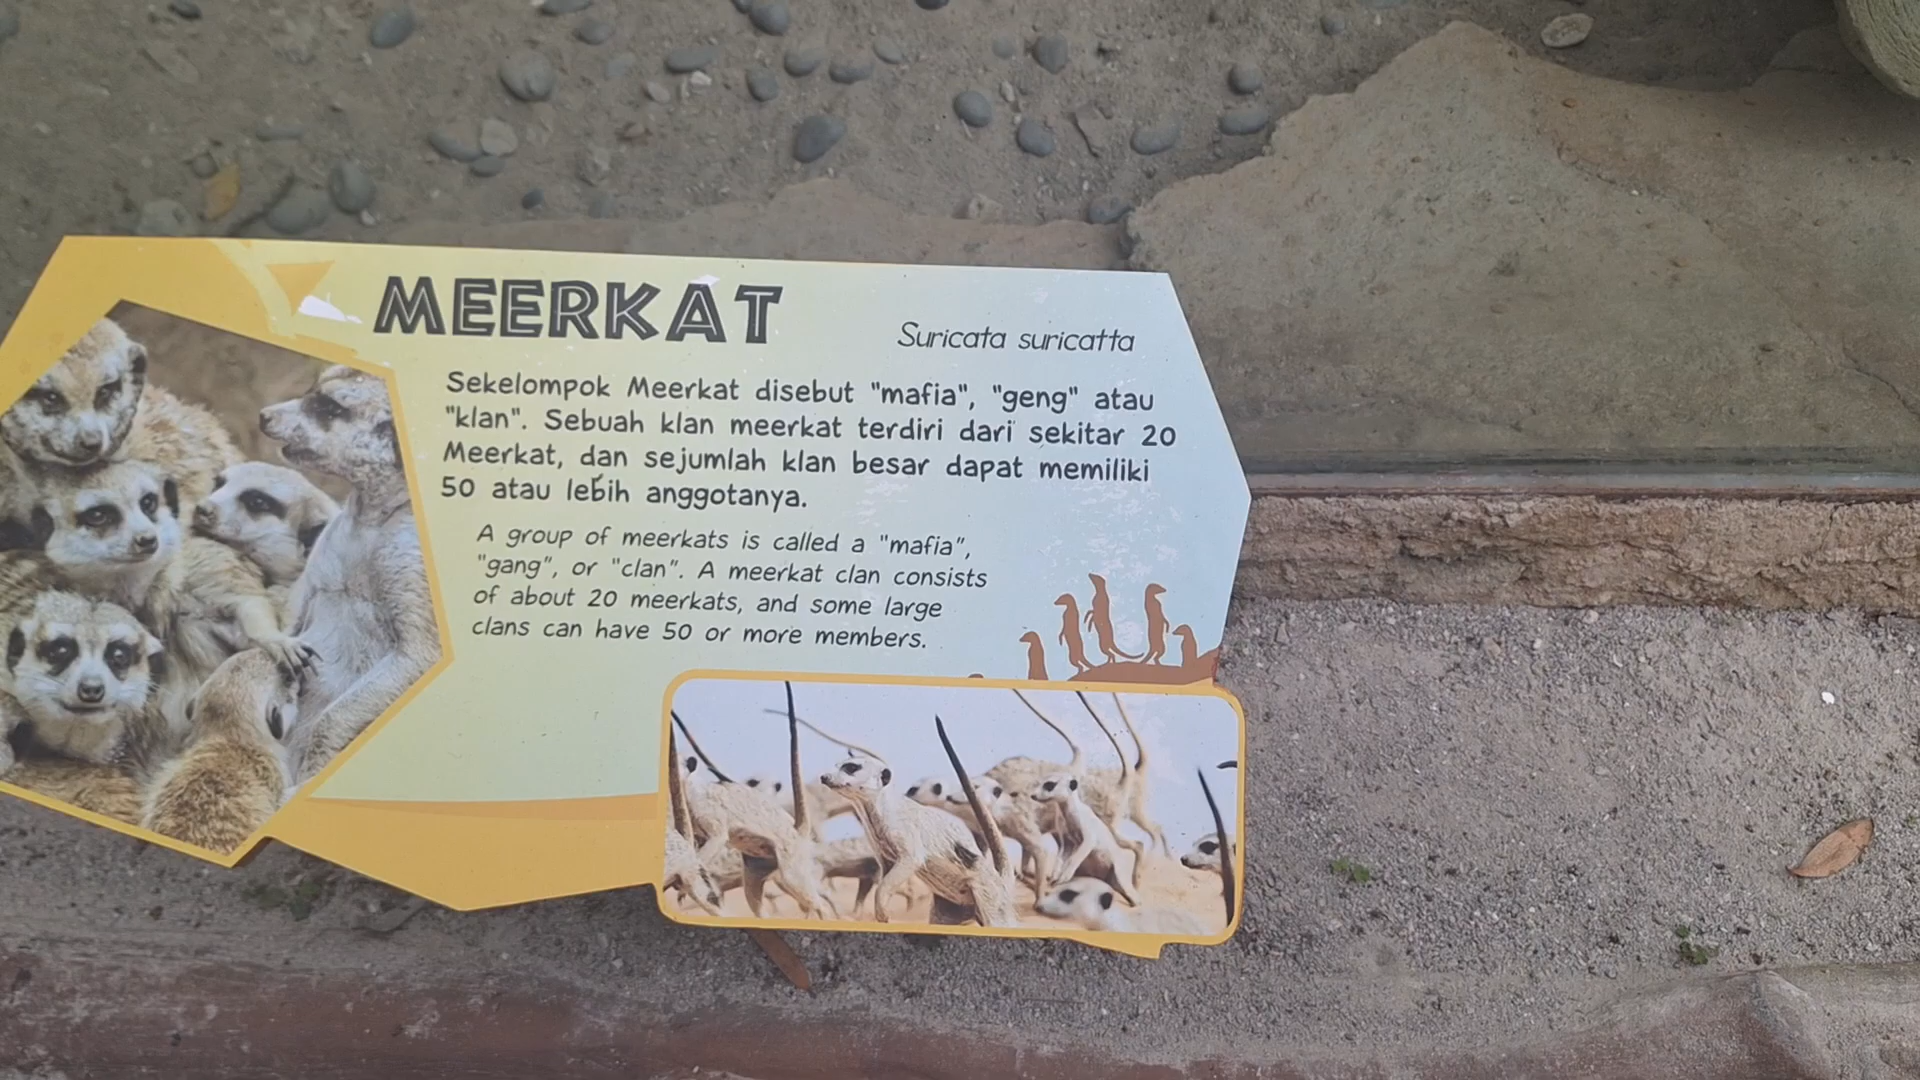 MEERKAT
Suricata suricatta
Sekelompok Meerkat disebut "mafia", "geng" atau
"klan". Sebuah klan meerkat terdiri dari sekitar 20
Meerkat, dan sejumlah klan besar dapat memiliki
50 atau lebih anggotanya.
A group of meerkats is called a "mafia",
"gang", or "clan". A meerkat clan consists
of about 20 meerkats, and some large
clans can have 50 or more members.